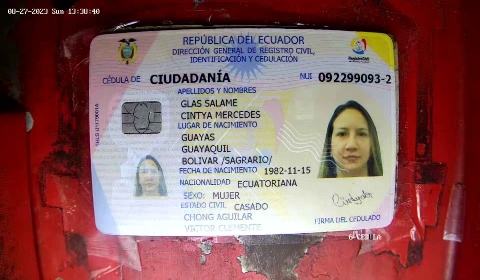 08-27-2023 Sun 13:38:40
REPÚBLICA DEL ECUADOR
DIRECCIÓN GENERAL DE REGISTRO CIVIL,
IDENTIFICACIÓN Y CEDULACIÓN
CÉDULA DE CIUDADANÍA NUI 092299093-2
APELLIDOS Y NOMBRES
GLAS SALAME
CINTYA MERCEDES
LUGAR DE NACIMIENTO
GUAYAS
GUAYAQUIL
BOLIVAR /SAGRARIO/
FECHA DE NACIMIENTO 1982-11-15
NACIONALIDAD ECUATORIANA
SEXO: MUJER
ESTADO CIVIL CASADO
CHONG AGUILAR
VICTOR CLEMENTE
FIRMA DEL CEDULADO